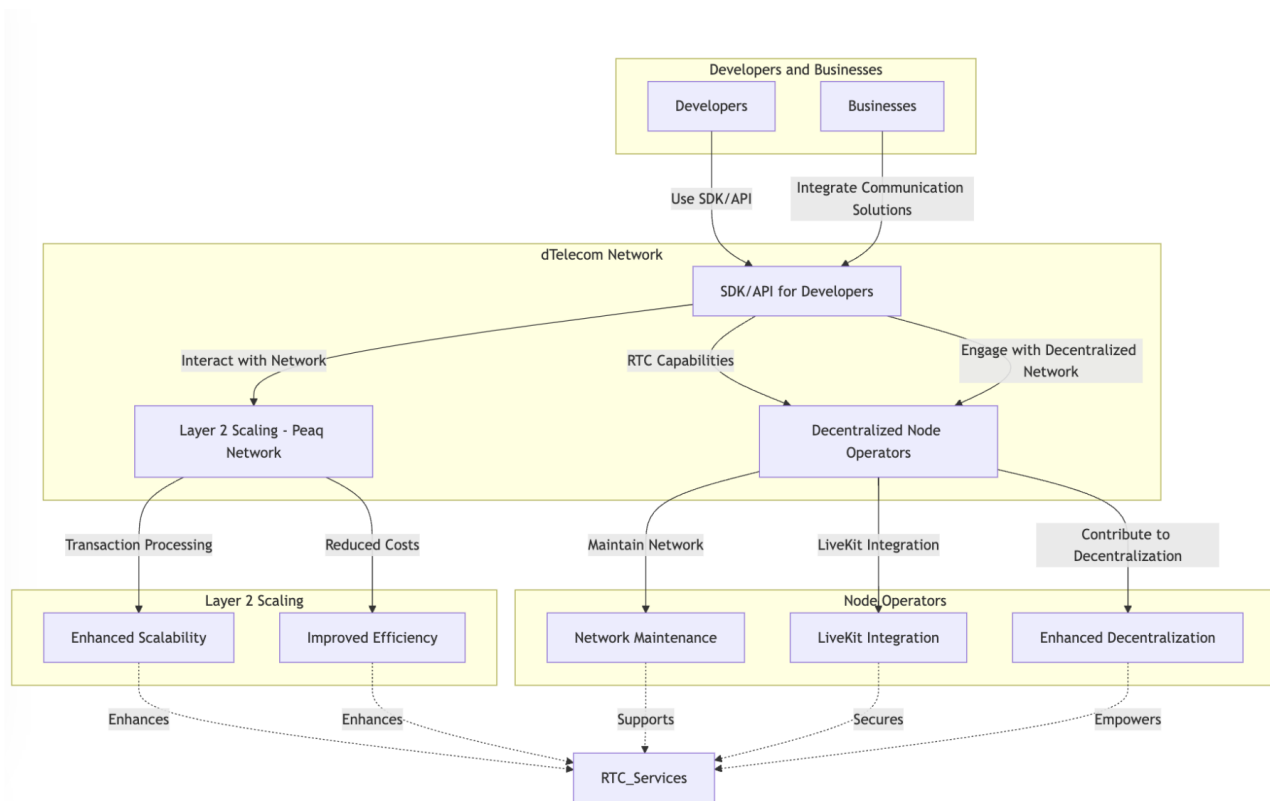 Developers and Businesses
Developers
Businesses
Use SDK/API
Integrate Communication
Solutions
dTelecom Network
SDK/API for Developers
Interact with Network
RTC Capabilities
Engage with Decentralized
Network
Layer 2 Scaling - Peaq
Network
Decentralized Node
Operators
Transaction Processing
Reduced Costs
Maintain Network
LiveKit Integration
Contribute to
Decentralization
Layer 2 Scaling
Node Operators
Enhanced Scalability
Improved Efficiency
Network Maintenance
LiveKit Integration
Enhanced Decentralization
Enhances
Enhances
Supports
Secures
Empowers
RTC_Services